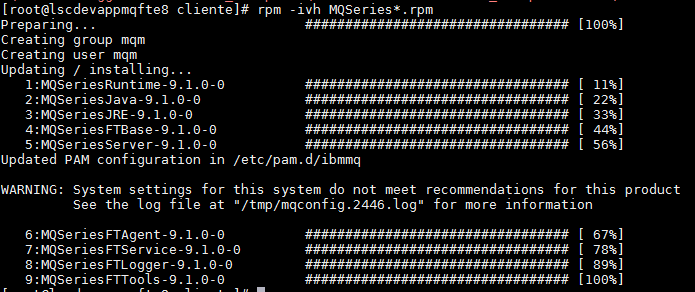 [root@lscdevappmqfte8 cliente]# rpm -ivh MQSeries*.rpm
Preparing... ################################# [100%]
Creating group mqm
Creating user mqm
Updating / installing...
1:MQSeriesRuntime-9.1.0-0 ################################# [ 11%]
2:MQSeriesJava-9.1.0-0 ################################# [ 22%]
3:MQSeriesJRE-9.1.0-0 ################################# [ 33%]
4:MQSeriesFTBase-9.1.0-0 ################################# [ 44%]
5:MQSeriesServer-9.1.0-0 ################################# [ 56%]
Updated PAM configuration in /etc/pam.d/ibmmq
WARNING: System settings for this system do not meet recommendations for this product
See the log file at "/tmp/mqconfig.2446.log" for more information
6:MQSeriesFTAgent-9.1.0-0 ################################# [ 67%]
7:MQSeriesFTService-9.1.0-0 ################################# [ 78%]
8:MQSeriesFTLogger-9.1.0-0 ################################# [ 89%]
9:MQSeriesFTTools-9.1.0-0 ################################# [100%]